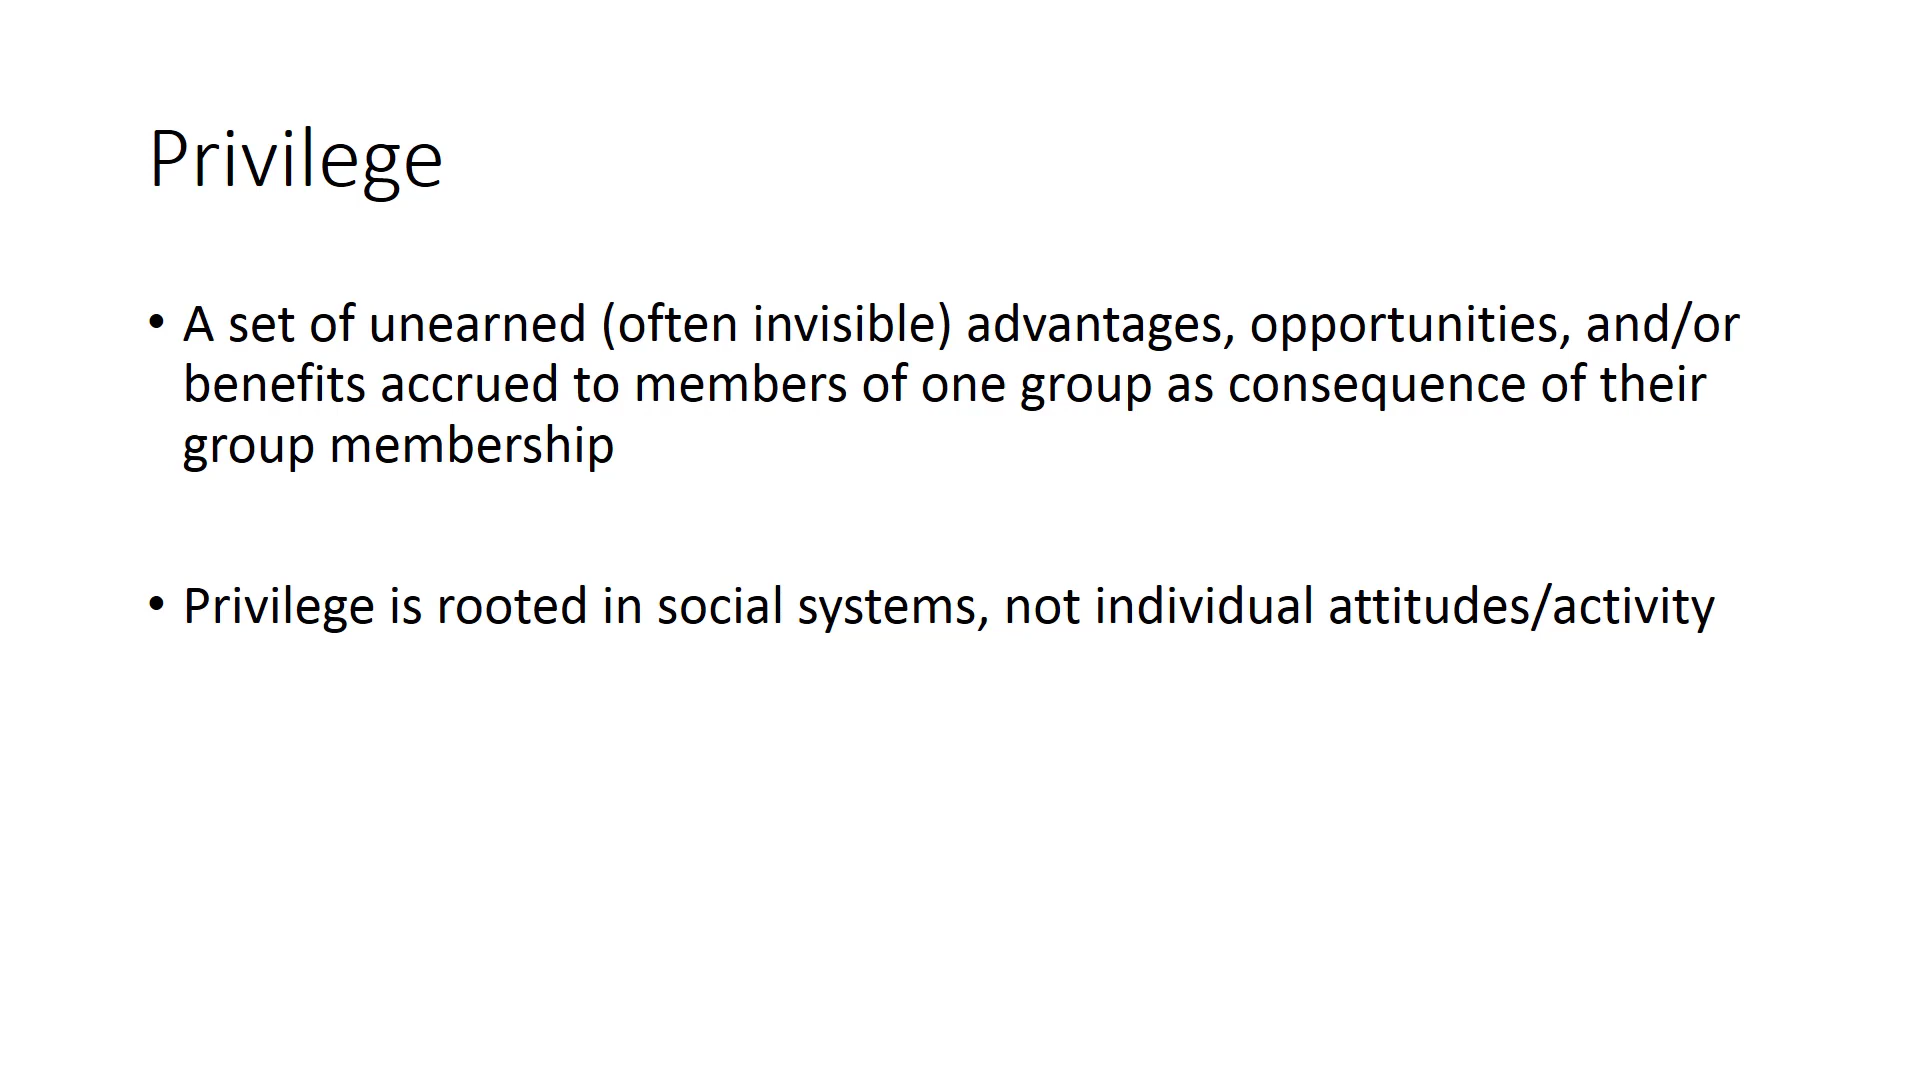 Privilege
• A set of unearned (often invisible) advantages, opportunities, and/or
benefits accrued to members of one group as consequence of their
group membership
• Privilege is rooted in social systems, not individual attitudes/activity